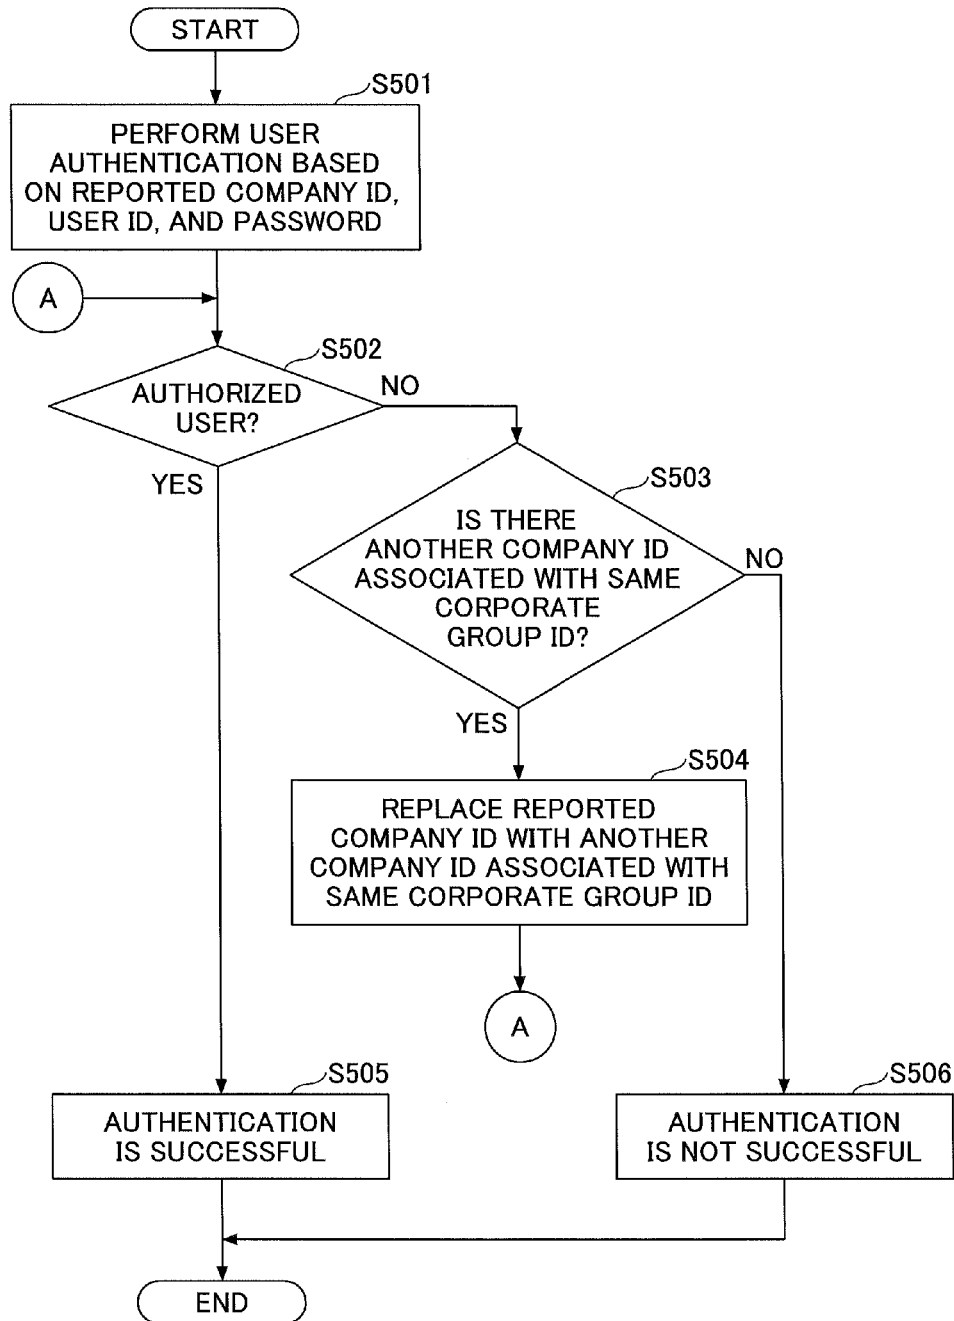 START
S501
PERFORM USER
AUTHENTICATION BASED
ON REPORTED COMPANY ID,
USER ID, AND PASSWORD
A
S502
AUTHORIZED
USER?
NO
YES
S503
IS THERE
ANOTHER COMPANY ID
ASSOCIATED WITH SAME
CORPORATE
GROUP ID?
NO
YES
S504
REPLACE REPORTED
COMPANY ID WITH ANOTHER
COMPANY ID ASSOCIATED WITH
SAME CORPORATE GROUP ID
A
S505
AUTHENTICATION
IS SUCCESSFUL
S506
AUTHENTICATION
IS NOT SUCCESSFUL
END